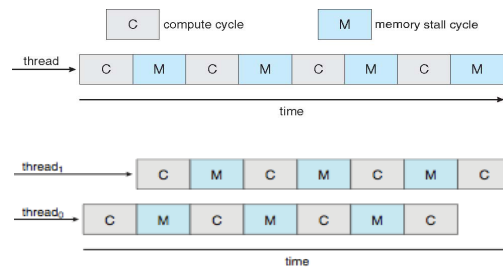 C compute cycle M memory stall cycle
thread C M C M C M C M
time
thread₁ C M C M C M C
thread₀ C M C M C M C
time